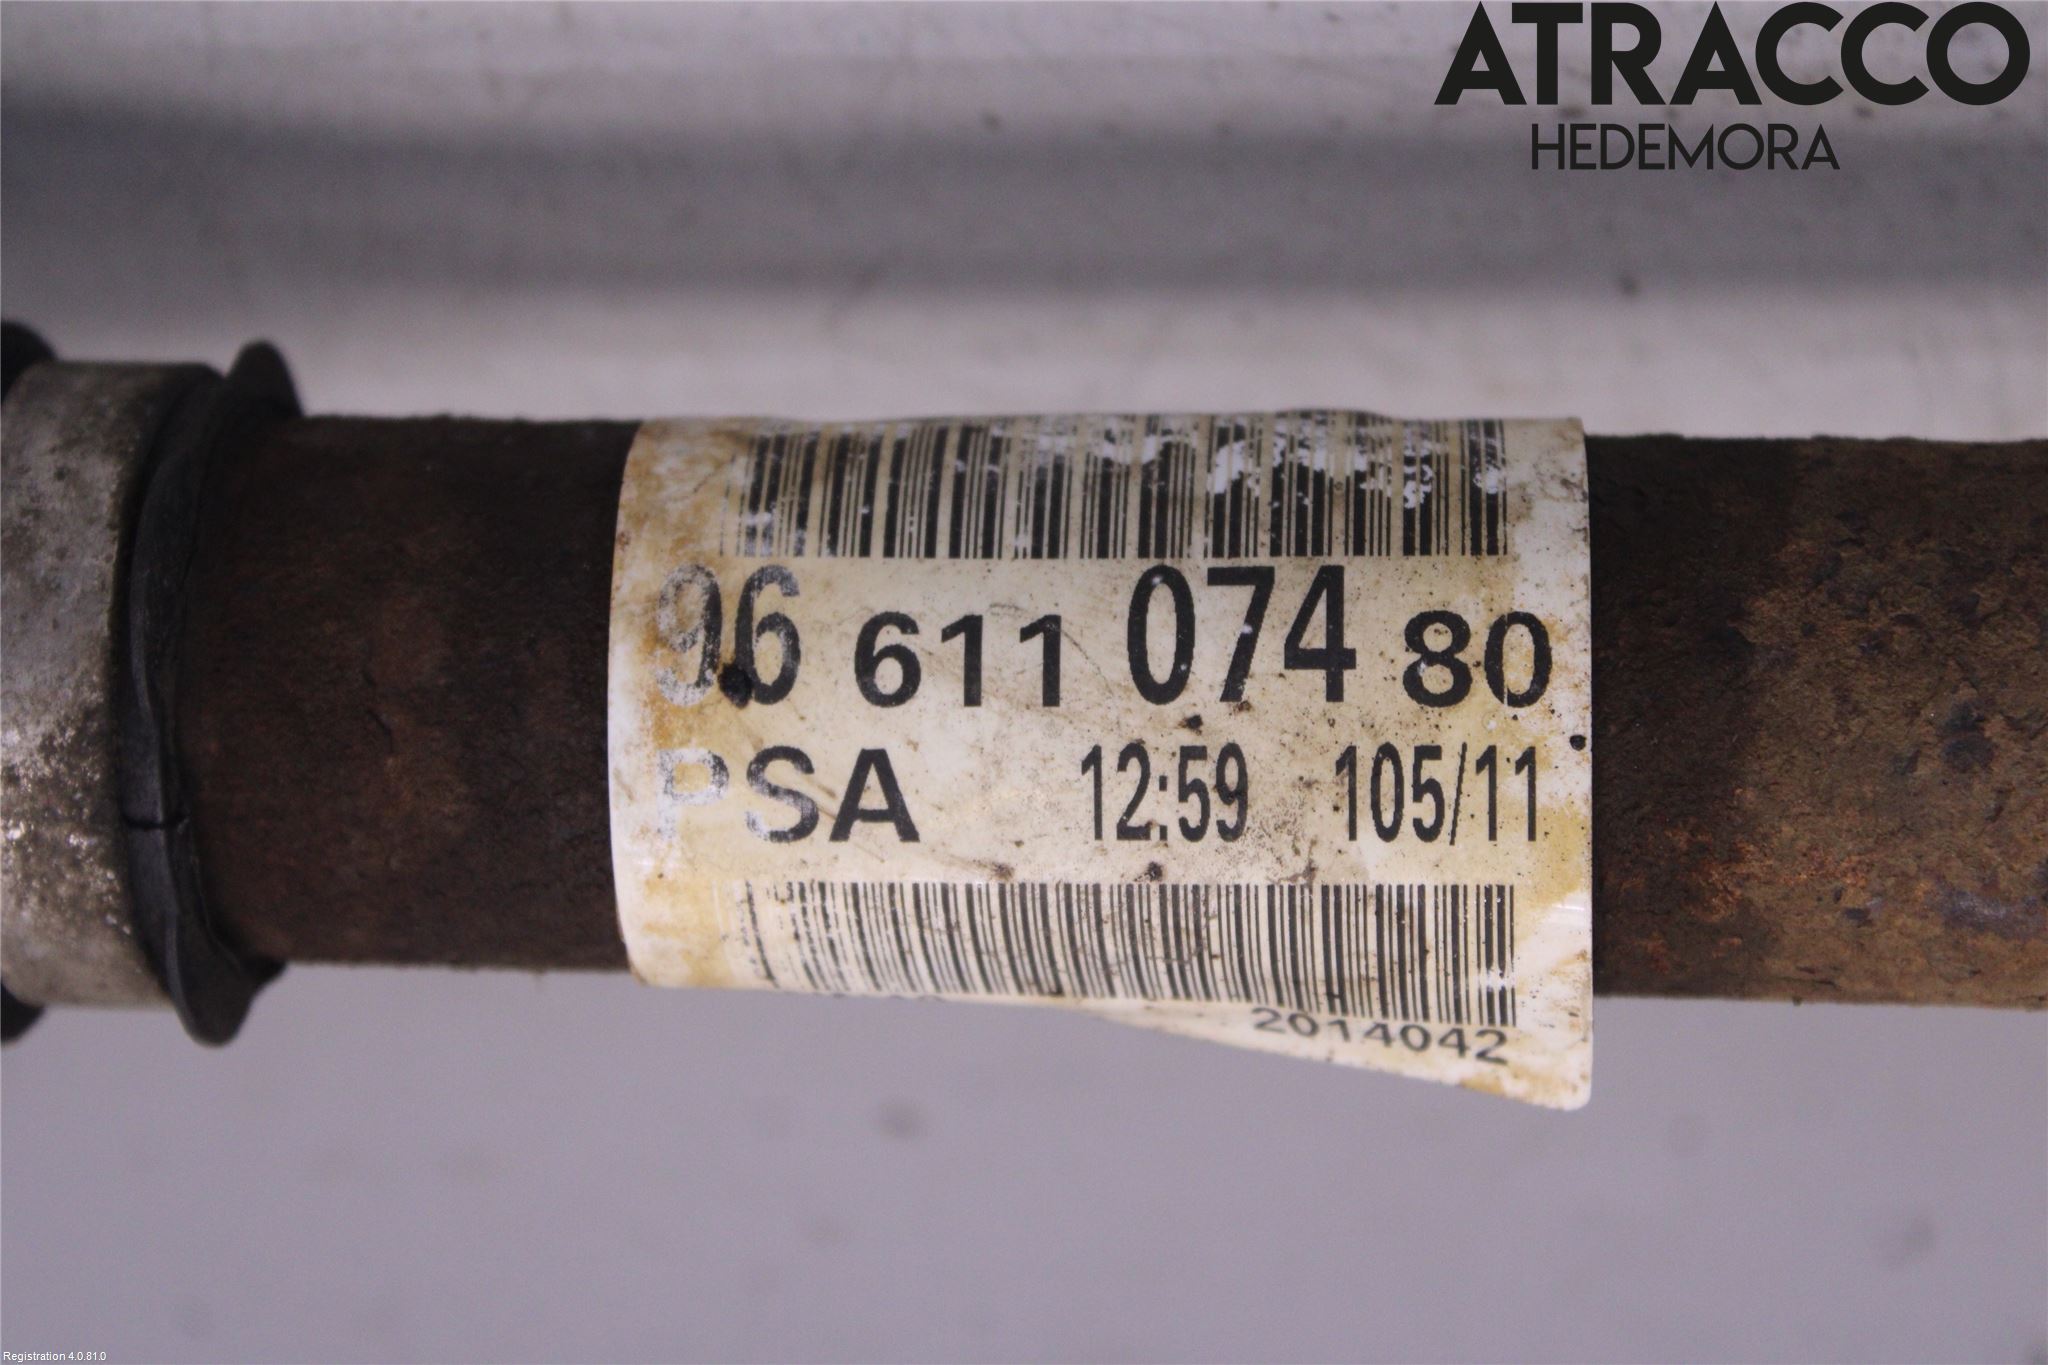 ATRACCO
HEDEMORA
96 611 074 80
PSA 12:59 105/11
2014042
Registration 4.0.81.0